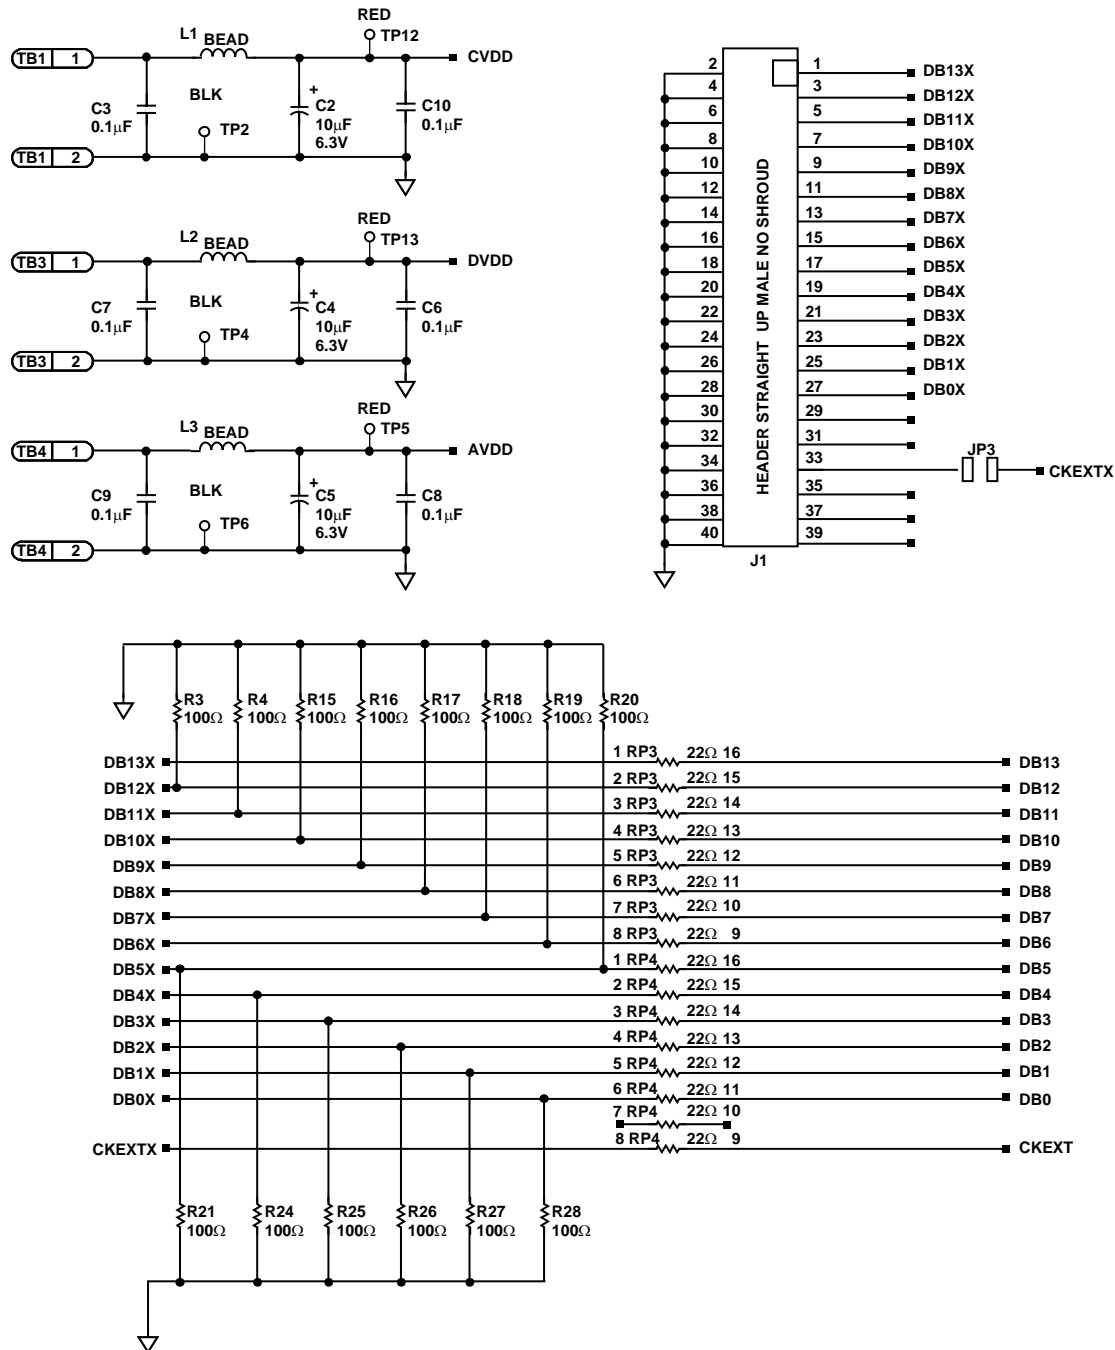 RED
L1 BEAD TP12
TB1 1 CVDD
BLK
C3 0.1μF
+ C2 10μF 6.3V
C10 0.1μF
TP2
TB1 2
RED
L2 BEAD TP13
TB3 1 DVDD
BLK
C7 0.1μF
+ C4 10μF 6.3V
C6 0.1μF
TP4
TB3 2
RED
L3 BEAD TP5
TB4 1 AVDD
BLK
C9 0.1μF
+ C5 10μF 6.3V
C8 0.1μF
TP6
TB4 2
2 1 DB13X
4 3 DB12X
6 5 DB11X
8 7 DB10X
10 9 DB9X
12 11 DB8X
14 13 DB7X
16 15 DB6X
18 17 DB5X
20 19 DB4X
22 21 DB3X
24 23 DB2X
26 25 DB1X
28 27 DB0X
30 29
32 31
34 33 JP3 CKEXTX
36 35
38 37
40 39
HEADER STRAIGHT UP MALE NO SHROUD
J1
R3 R4 R15 R16 R17 R18 R19 R20
100Ω 100Ω 100Ω 100Ω 100Ω 100Ω 100Ω 100Ω
DB13X 1 RP3 22Ω 16 DB13
DB12X 2 RP3 22Ω 15 DB12
DB11X 3 RP3 22Ω 14 DB11
DB10X 4 RP3 22Ω 13 DB10
DB9X 5 RP3 22Ω 12 DB9
DB8X 6 RP3 22Ω 11 DB8
DB7X 7 RP3 22Ω 10 DB7
DB6X 8 RP3 22Ω 9 DB6
DB5X 1 RP4 22Ω 16 DB5
DB4X 2 RP4 22Ω 15 DB4
DB3X 3 RP4 22Ω 14 DB3
DB2X 4 RP4 22Ω 13 DB2
DB1X 5 RP4 22Ω 12 DB1
DB0X 6 RP4 22Ω 11 DB0
7 RP4 22Ω 10
CKEXTX 8 RP4 22Ω 9 CKEXT
R21 R24 R25 R26 R27 R28
100Ω 100Ω 100Ω 100Ω 100Ω 100Ω